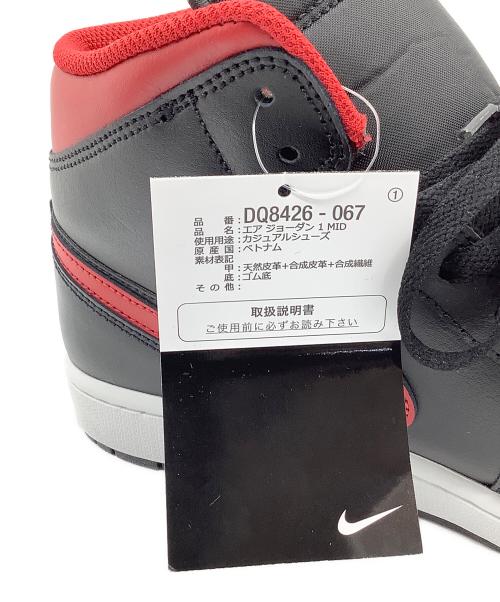 ①
品 番：DQ8426 - 067
品 名：エア ジョーダン 1 MID
使用用途：カジュアルシューズ
原 産 国：ベトナム
素材表記
甲：天然皮革+合成皮革+合成繊維
底：ゴム底
そ の 他：
取扱説明書
ご使用前に必ずお読み下さい